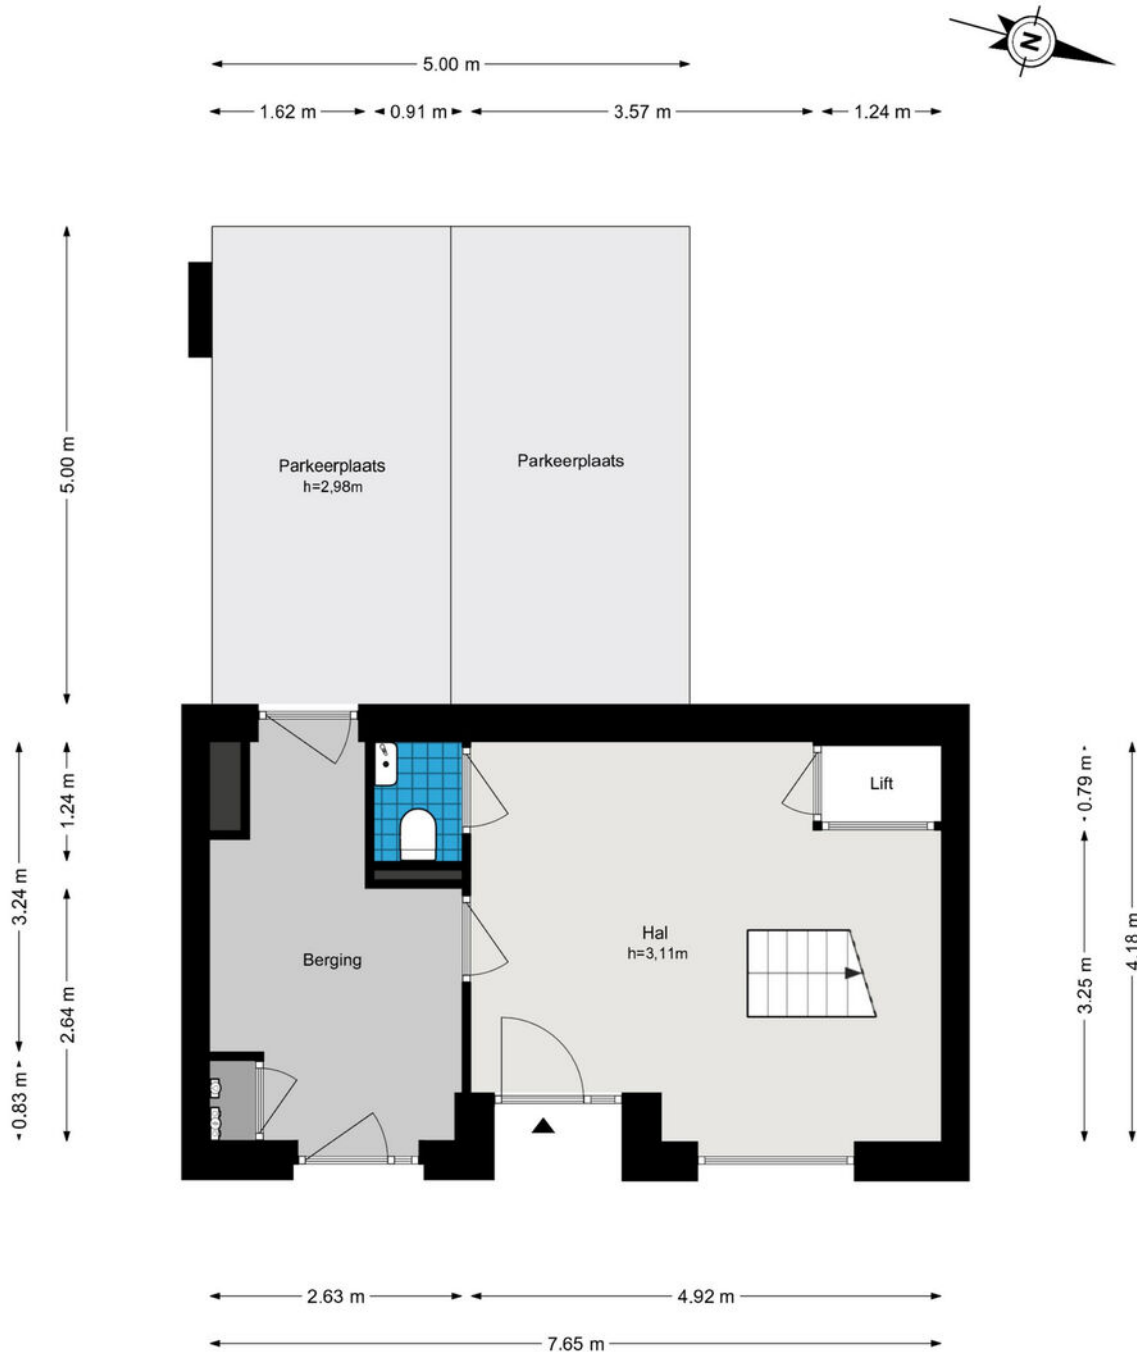 N
5.00 m
1.62 m
0.91 m
3.57 m
1.24 m
5.00 m
Parkeerplaats
h=2,98m
Parkeerplaats
3.24 m
1.24 m
Lift
0.79 m
Berging
Hal
h=3,11m
2.64 m
3.25 m
4.18 m
0.83 m
2.63 m
4.92 m
7.65 m